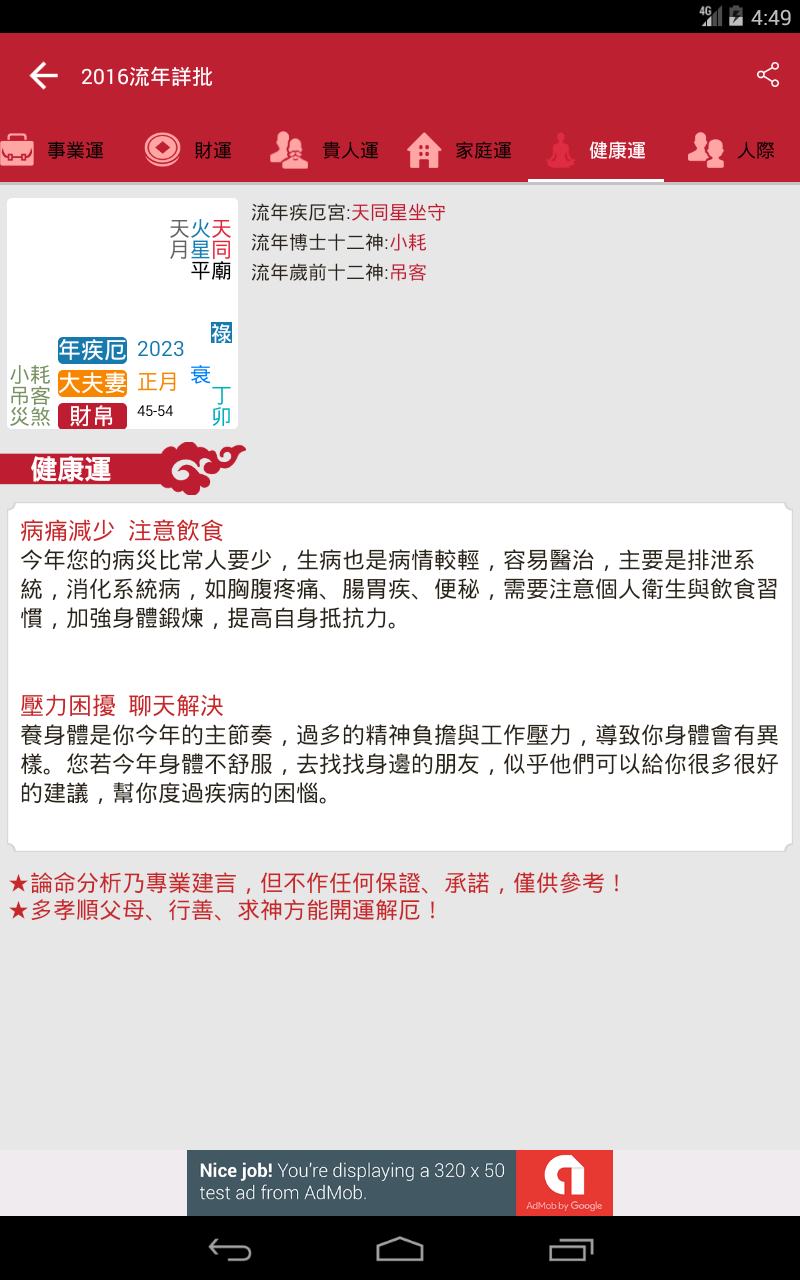 4G 4:49
2016流年詳批
事業運 財運 貴人運 家庭運 健康運 人際
天月 火星平 天同廟
祿
年疾厄 2023
大夫妻 正月
財帛 45-54
小耗
吊客
災煞
衰
丁卯
流年疾厄宮:天同星坐守
流年博士十二神:小耗
流年歲前十二神:吊客
健康運
病痛減少 注意飲食
今年您的病災比常人要少，生病也是病情較輕，容易醫治，主要是排泄系
統，消化系統病，如胸腹疼痛、腸胃疾、便秘，需要注意個人衛生與飲食習
慣，加強身體鍛煉，提高自身抵抗力。
壓力困擾 聊天解決
養身體是你今年的主節奏，過多的精神負擔與工作壓力，導致你身體會有異
樣。您若今年身體不舒服，去找找身邊的朋友，似乎他們可以給你很多很好
的建議，幫你度過疾病的困惱。
★論命分析乃專業建言，但不作任何保證、承諾，僅供參考！
★多孝順父母、行善、求神方能開運解厄！
Nice job! You're displaying a 320 x 50
test ad from AdMob.
AdMob by Google